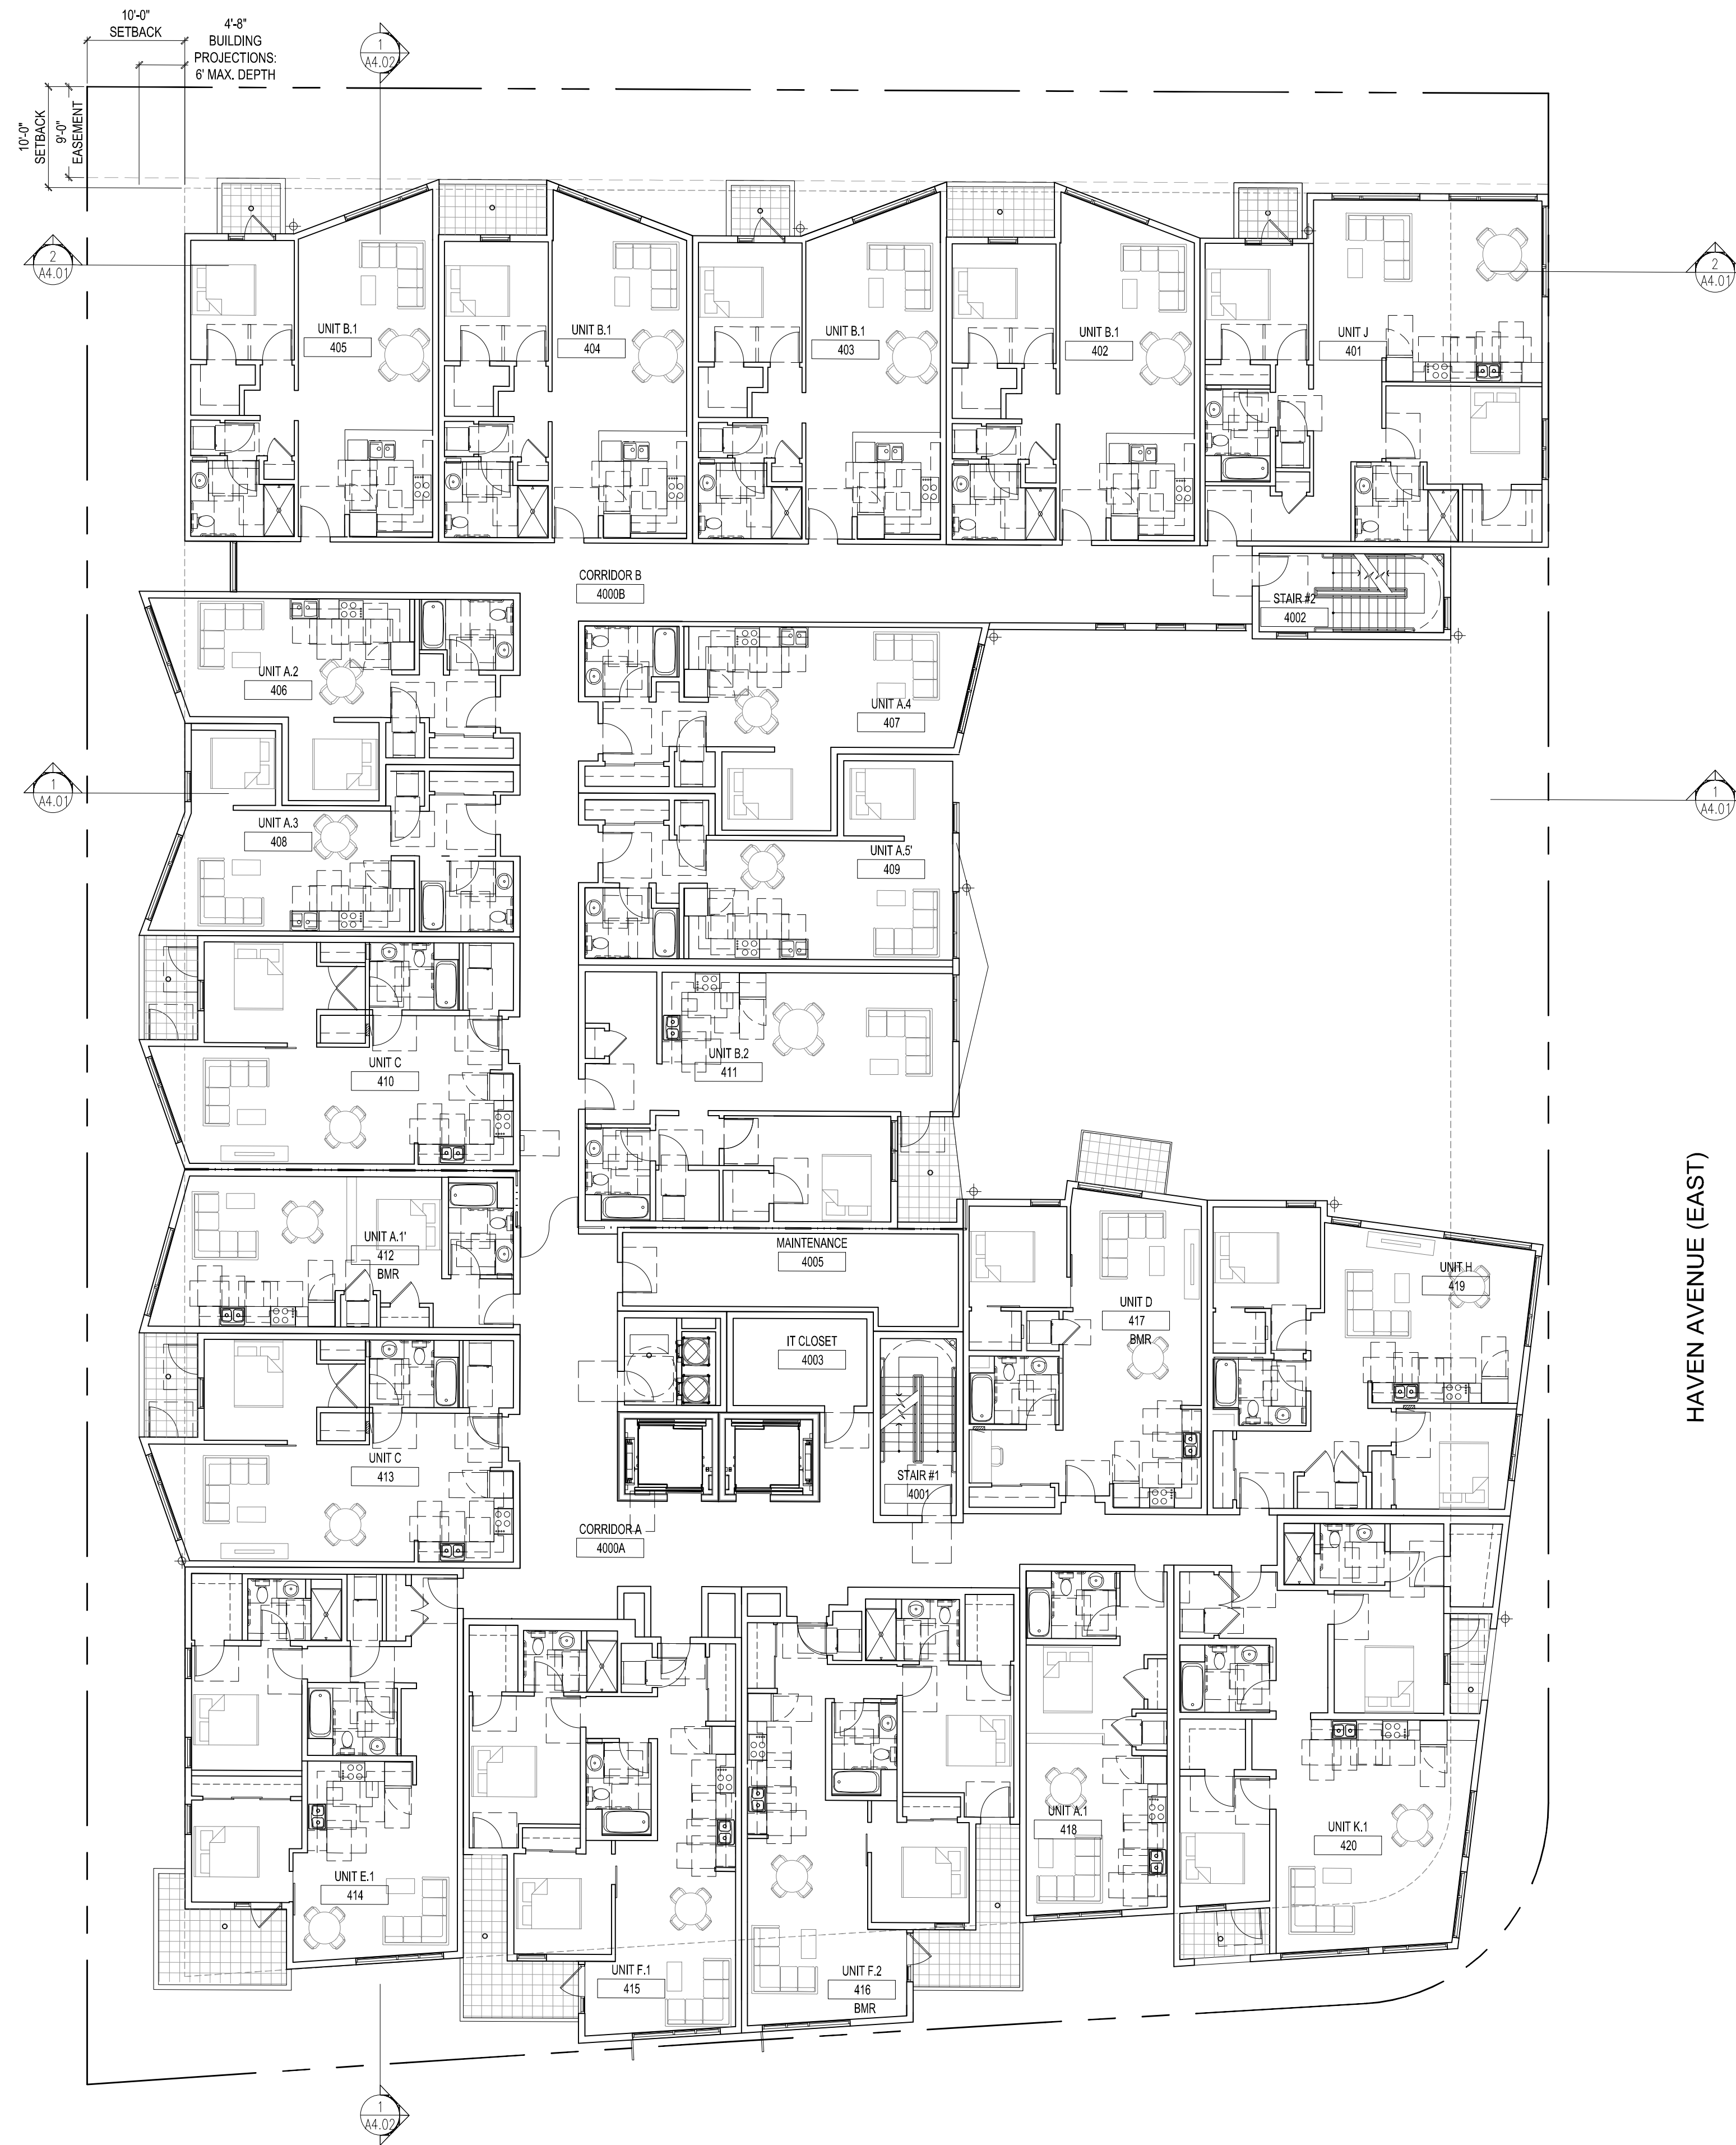 10'-0"
SETBACK
4'-8"
BUILDING
PROJECTIONS:
6' MAX. DEPTH
1
A4.02
10'-0"
SETBACK
9'-0"
EASEMENT
2
A4.01
2
A4.01
UNIT B.1
405
UNIT B.1
404
UNIT B.1
403
UNIT B.1
402
UNIT J
401
CORRIDOR B
4000B
STAIR #2
4002
UNIT A.2
406
UNIT A.4
407
1
A4.01
1
A4.01
UNIT A.3
408
UNIT A.5'
409
UNIT C
410
UNIT B.2
411
UNIT A.1'
412
BMR
MAINTENANCE
4005
UNIT D
417
BMR
UNIT H
419
HAVEN AVENUE (EAST)
IT CLOSET
4003
UNIT C
413
STAIR #1
4001
CORRIDOR A
4000A
UNIT A.1
418
UNIT K.1
420
UNIT E.1
414
UNIT F.1
415
UNIT F.2
416
BMR
1
A4.02